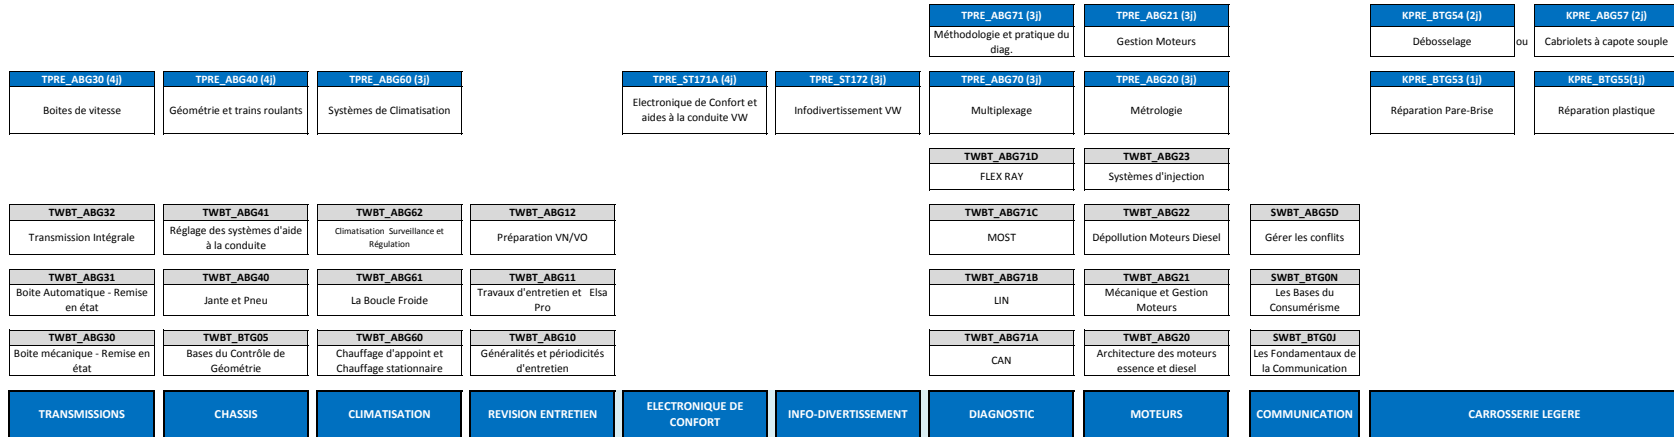 TPRE_ABG71 (3j)
Méthodologie et pratique du
diag.
TPRE_ABG21 (3j)
Gestion Moteurs
KPRE_BTG54 (2j)
Débosselage
ou
KPRE_ABG57 (2j)
Cabriolets à capote souple
TPRE_ABG30 (4j)
Boites de vitesse
TPRE_ABG40 (4j)
Géométrie et trains roulants
TPRE_ABG60 (3j)
Systèmes de Climatisation
TPRE_ST171A (4j)
Electronique de Confort et
aides à la conduite VW
TPRE_ST172 (3j)
Infodivertissement VW
TPRE_ABG70 (3j)
Multiplexage
TPRE_ABG20 (3j)
Métrologie
KPRE_BTG53 (1j)
Réparation Pare-Brise
KPRE_BTG55(1j)
Réparation plastique
TWBT_ABG71D
FLEX RAY
TWBT_ABG23
Systèmes d'injection
TWBT_ABG32
Transmission Intégrale
TWBT_ABG41
Réglage des systèmes d'aide
à la conduite
TWBT_ABG62
Climatisation Surveillance et
Régulation
TWBT_ABG12
Préparation VN/VO
TWBT_ABG71C
MOST
TWBT_ABG22
Dépollution Moteurs Diesel
SWBT_ABG5D
Gérer les conflits
TWBT_ABG31
Boite Automatique - Remise
en état
TWBT_ABG40
Jante et Pneu
TWBT_ABG61
La Boucle Froide
TWBT_ABG11
Travaux d'entretien et Elsa
Pro
TWBT_ABG71B
LIN
TWBT_ABG21
Mécanique et Gestion
Moteurs
SWBT_BTG0N
Les Bases du
Consumérisme
TWBT_ABG30
Boite mécanique - Remise en
état
TWBT_BTG05
Bases du Contrôle de
Géométrie
TWBT_ABG60
Chauffage d'appoint et
Chauffage stationnaire
TWBT_ABG10
Généralités et périodicités
d'entretien
TWBT_ABG71A
CAN
TWBT_ABG20
Architecture des moteurs
essence et diesel
SWBT_BTG0J
Les Fondamentaux de
la Communication
TRANSMISSIONS
CHASSIS
CLIMATISATION
REVISION ENTRETIEN
ELECTRONIQUE DE
CONFORT
INFO-DIVERTISSEMENT
DIAGNOSTIC
MOTEURS
COMMUNICATION
CARROSSERIE LEGERE